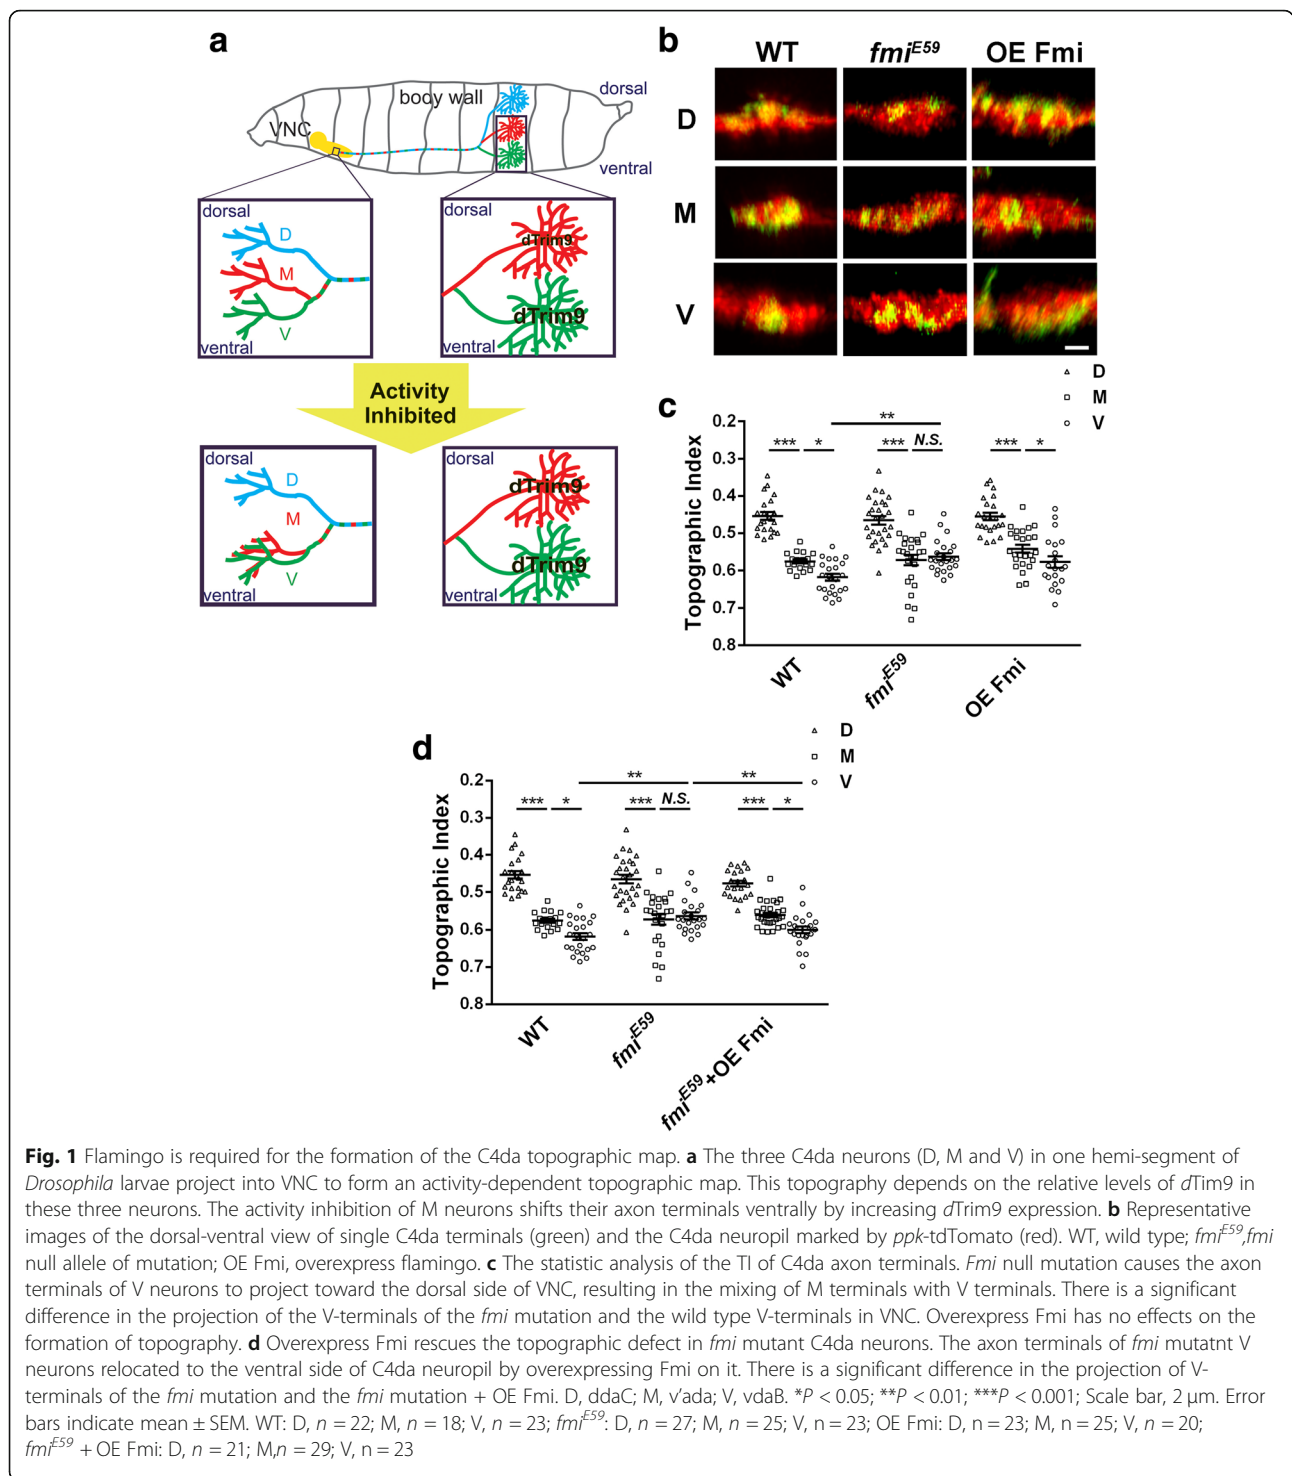 a
body wall
dorsal
VNC
ventral
dorsal
D
M
V
ventral
dorsal
dTrim9
dTrim9
ventral
Activity
Inhibited
dorsal
D
M
V
ventral
dorsal
dTrim9
dTrim9
ventral
b
WT fmi^E59 OE Fmi
D
M
V
c
D
M
V
** 
*** * *** N.S. *** *
Topographic Index
0.2
0.3
0.4
0.5
0.6
0.7
0.8
WT fmi^E59 OE Fmi
d
D
M
V
** **
*** * *** N.S. *** *
Topographic Index
0.2
0.3
0.4
0.5
0.6
0.7
0.8
WT fmi^E59 fmi^E59+OE Fmi
Fig. 1 Flamingo is required for the formation of the C4da topographic map. a The three C4da neurons (D, M and V) in one hemi-segment of
Drosophila larvae project into VNC to form an activity-dependent topographic map. This topography depends on the relative levels of dTim9 in
these three neurons. The activity inhibition of M neurons shifts their axon terminals ventrally by increasing dTrim9 expression. b Representative
images of the dorsal-ventral view of single C4da terminals (green) and the C4da neuropil marked by ppk-tdTomato (red). WT, wild type; fmi^E59,fmi
null allele of mutation; OE Fmi, overexpress flamingo. c The statistic analysis of the TI of C4da axon terminals. Fmi null mutation causes the axon
terminals of V neurons to project toward the dorsal side of VNC, resulting in the mixing of M terminals with V terminals. There is a significant
difference in the projection of the V-terminals of the fmi mutation and the wild type V-terminals in VNC. Overexpress Fmi has no effects on the
formation of topography. d Overexpress Fmi rescues the topographic defect in fmi mutant C4da neurons. The axon terminals of fmi mutatnt V
neurons relocated to the ventral side of C4da neuropil by overexpressing Fmi on it. There is a significant difference in the projection of V-
terminals of the fmi mutation and the fmi mutation + OE Fmi. D, ddaC; M, v'ada; V, vdaB. *P < 0.05; **P < 0.01; ***P < 0.001; Scale bar, 2 μm. Error
bars indicate mean ± SEM. WT: D, n = 22; M, n = 18; V, n = 23; fmi^E59: D, n = 27; M, n = 25; V, n = 23; OE Fmi: D, n = 23; M, n = 25; V, n = 20;
fmi^E59 + OE Fmi: D, n = 21; M,n = 29; V, n = 23